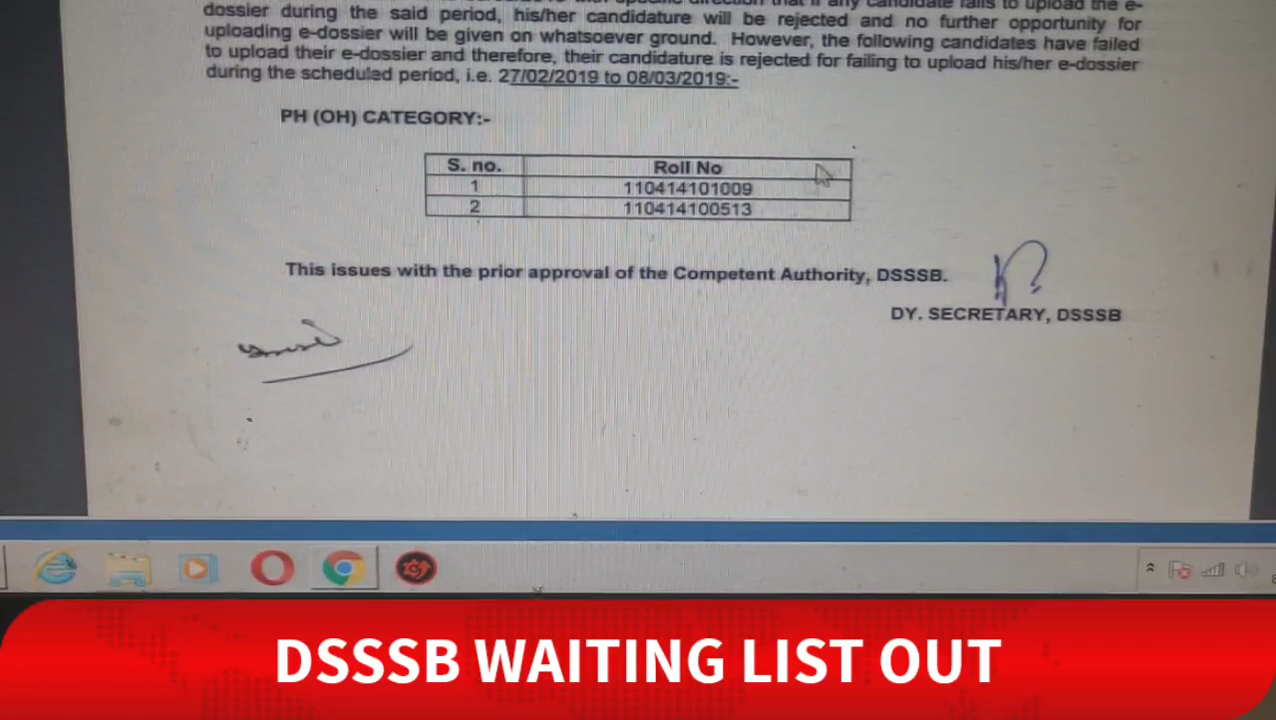 dossier during the said period, his/her candidature will be rejected and no further opportunity for
uploading e-dossier will be given on whatsoever ground. However, the following candidates have failed
to upload their e-dossier and therefore, their candidature is rejected for failing to upload his/her e-dossier
during the scheduled period, i.e. 27/02/2019 to 08/03/2019:-
PH (OH) CATEGORY:-
S. no. Roll No
1 110414101009
2 110414100513
This issues with the prior approval of the Competent Authority, DSSSB.
DY. SECRETARY, DSSSB
DSSSB WAITING LIST OUT